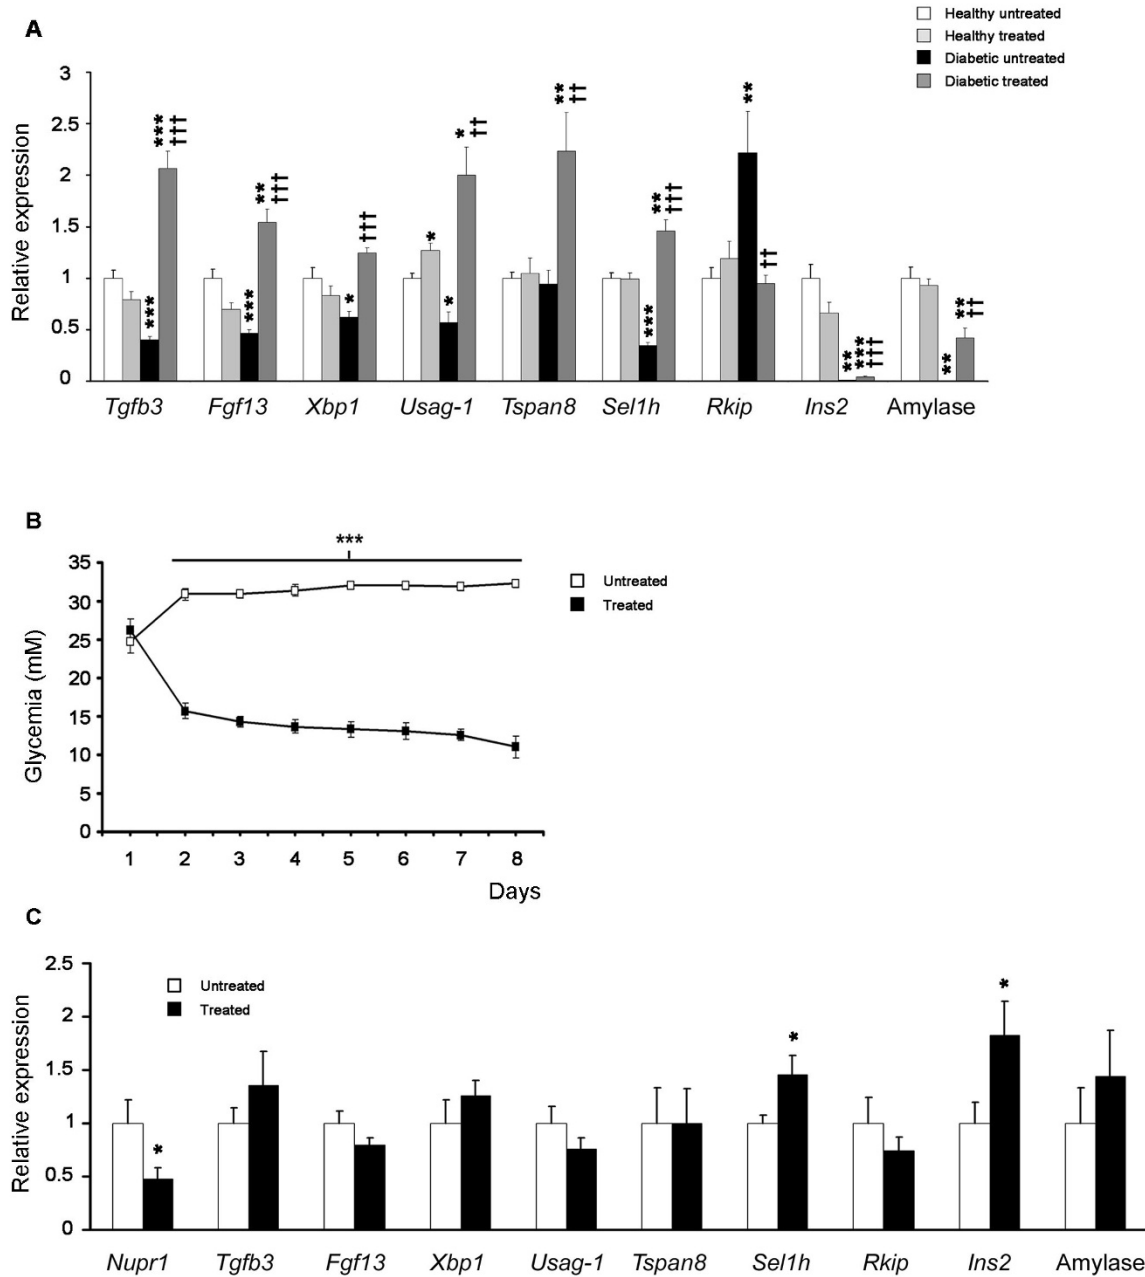 A
Healthy untreated
Healthy treated
Diabetic untreated
Diabetic treated
Relative expression
3
2.5
2
1.5
1
0.5
0
*** †††
***
** †††
***
†††
*
*
* ††
*
** ††
** †††
***
**
††
**
*** †††
**
** ††
Tgfb3 Fgf13 Xbp1 Usag-1 Tspan8 Sel1h Rkip Ins2 Amylase
B
***
Untreated
Treated
Glycemia (mM)
35
30
25
20
15
10
5
0
1 2 3 4 5 6 7 8
Days
C
Untreated
Treated
Relative expression
2.5
2
1.5
1
0.5
0
*
*
*
Nupr1 Tgfb3 Fgf13 Xbp1 Usag-1 Tspan8 Sel1h Rkip Ins2 Amylase